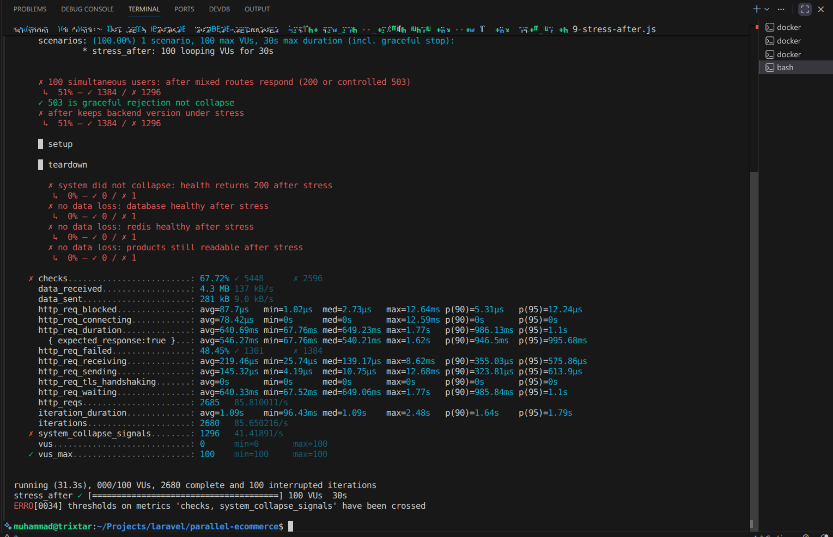 PROBLEMS DEBUG CONSOLE TERMINAL PORTS DEVDB OUTPUT
9-stress-after.js
scenarios: (100.00%) 1 scenario, 100 max VUs, 30s max duration (incl. graceful stop):
* stress_after: 100 looping VUs for 30s
✗ 100 simultaneous users: after mixed routes respond (200 or controlled 503)
↳ 51% — ✓ 1384 / ✗ 1296
✓ 503 is graceful rejection not collapse
✗ after keeps backend version under stress
↳ 51% — ✓ 1384 / ✗ 1296
█ setup
█ teardown
✗ system did not collapse: health returns 200 after stress
↳ 0% — ✓ 0 / ✗ 1
✗ no data loss: database healthy after stress
↳ 0% — ✓ 0 / ✗ 1
✗ no data loss: redis healthy after stress
↳ 0% — ✓ 0 / ✗ 1
✗ no data loss: products still readable after stress
↳ 0% — ✓ 0 / ✗ 1
✗ checks.........................: 67.72% ✓ 5448 ✗ 2596
data_received..................: 4.3 MB 137 kB/s
data_sent......................: 281 kB 9.0 kB/s
http_req_blocked...............: avg=87.7µs min=1.02µs med=2.73µs max=12.64ms p(90)=5.31µs p(95)=12.24µs
http_req_connecting............: avg=78.42µs min=0s med=0s max=12.59ms p(90)=0s p(95)=0s
http_req_duration..............: avg=640.69ms min=67.76ms med=649.23ms max=1.77s p(90)=986.13ms p(95)=1.1s
{ expected_response:true }...: avg=546.27ms min=67.76ms med=540.21ms max=1.62s p(90)=946.5ms p(95)=995.68ms
http_req_failed................: 48.45% ✓ 1301 ✗ 1384
http_req_receiving.............: avg=219.46µs min=25.74µs med=139.17µs max=8.62ms p(90)=355.03µs p(95)=575.86µs
http_req_sending...............: avg=145.32µs min=4.19µs med=10.75µs max=12.68ms p(90)=323.81µs p(95)=613.9µs
http_req_tls_handshaking.......: avg=0s min=0s med=0s max=0s p(90)=0s p(95)=0s
http_req_waiting...............: avg=640.33ms min=67.52ms med=649.06ms max=1.77s p(90)=985.84ms p(95)=1.1s
http_reqs......................: 2685 85.810011/s
iteration_duration.............: avg=1.09s min=96.43ms med=1.09s max=2.48s p(90)=1.64s p(95)=1.79s
iterations.....................: 2680 85.650216/s
✗ system_collapse_signals........: 1296 41.41891/s
vus............................: 0 min=0 max=100
✓ vus_max........................: 100 min=100 max=100
running (31.3s), 000/100 VUs, 2680 complete and 100 interrupted iterations
stress_after ✓ [======================================] 100 VUs 30s
ERRO[0034] thresholds on metrics 'checks, system_collapse_signals' have been crossed
muhammad@trixtar:~/Projects/laravel/parallel-ecommerce$
docker
docker
docker
bash